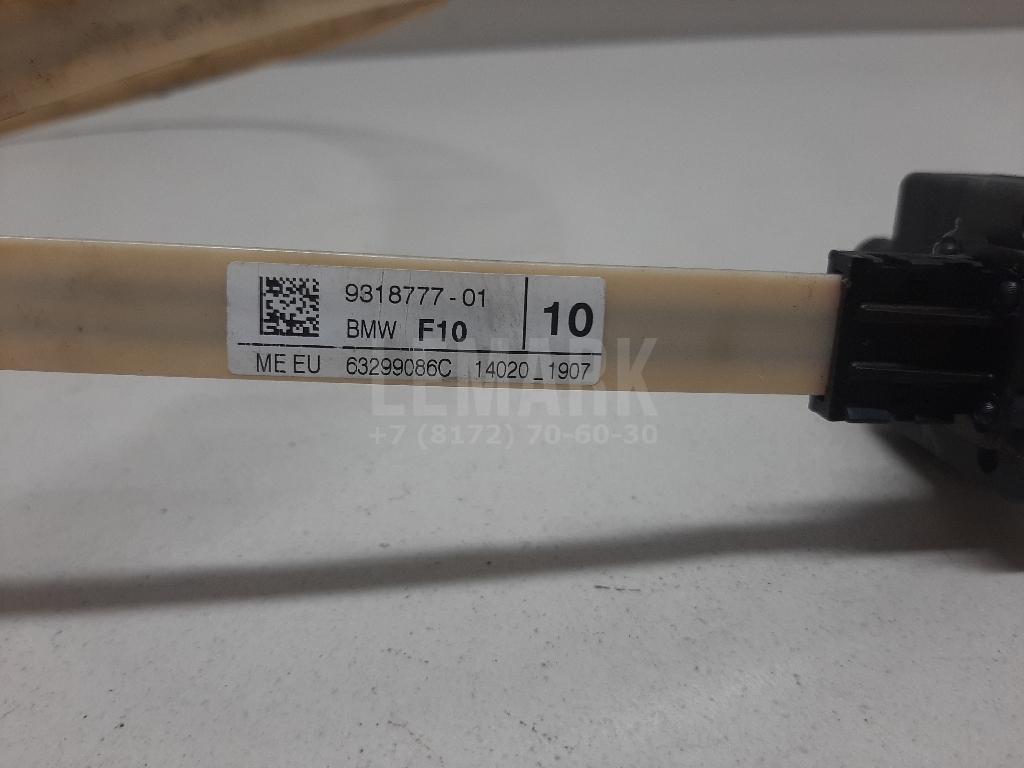 9318777-01
BMW F10
10
ME EU 63299086C 14020_1907
LEMARK
+7 (8172) 70-60-30